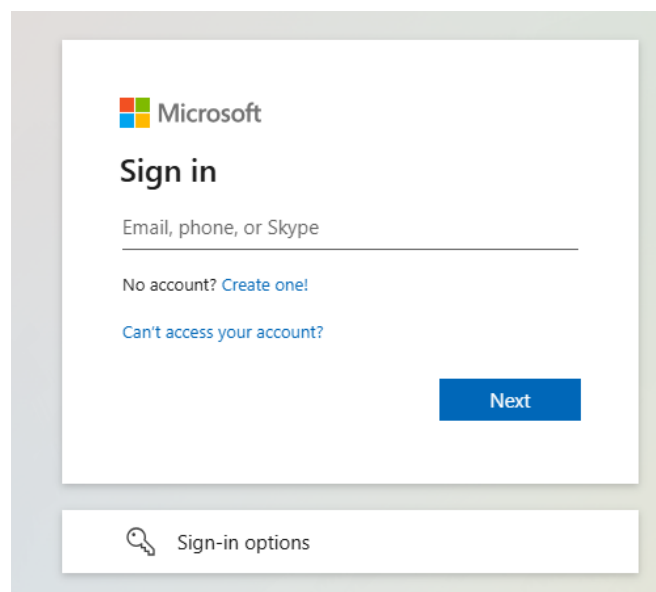 Microsoft
Sign in
Email, phone, or Skype
No account? Create one!
Can't access your account?
Next
Sign-in options